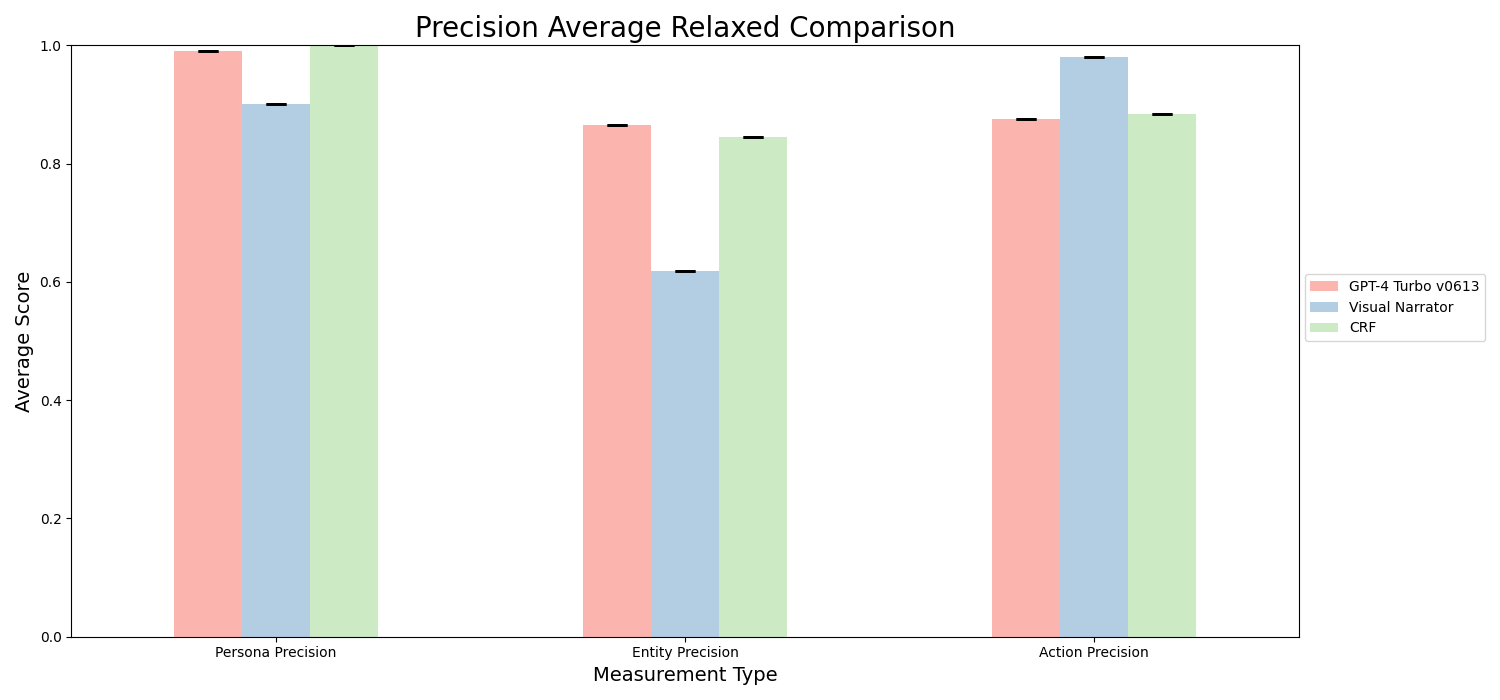 Precision Average Relaxed Comparison
1.0
0.8
0.6
0.4
0.2
0.0
Average Score
Persona Precision
Entity Precision
Action Precision
Measurement Type
GPT-4 Turbo v0613
Visual Narrator
CRF